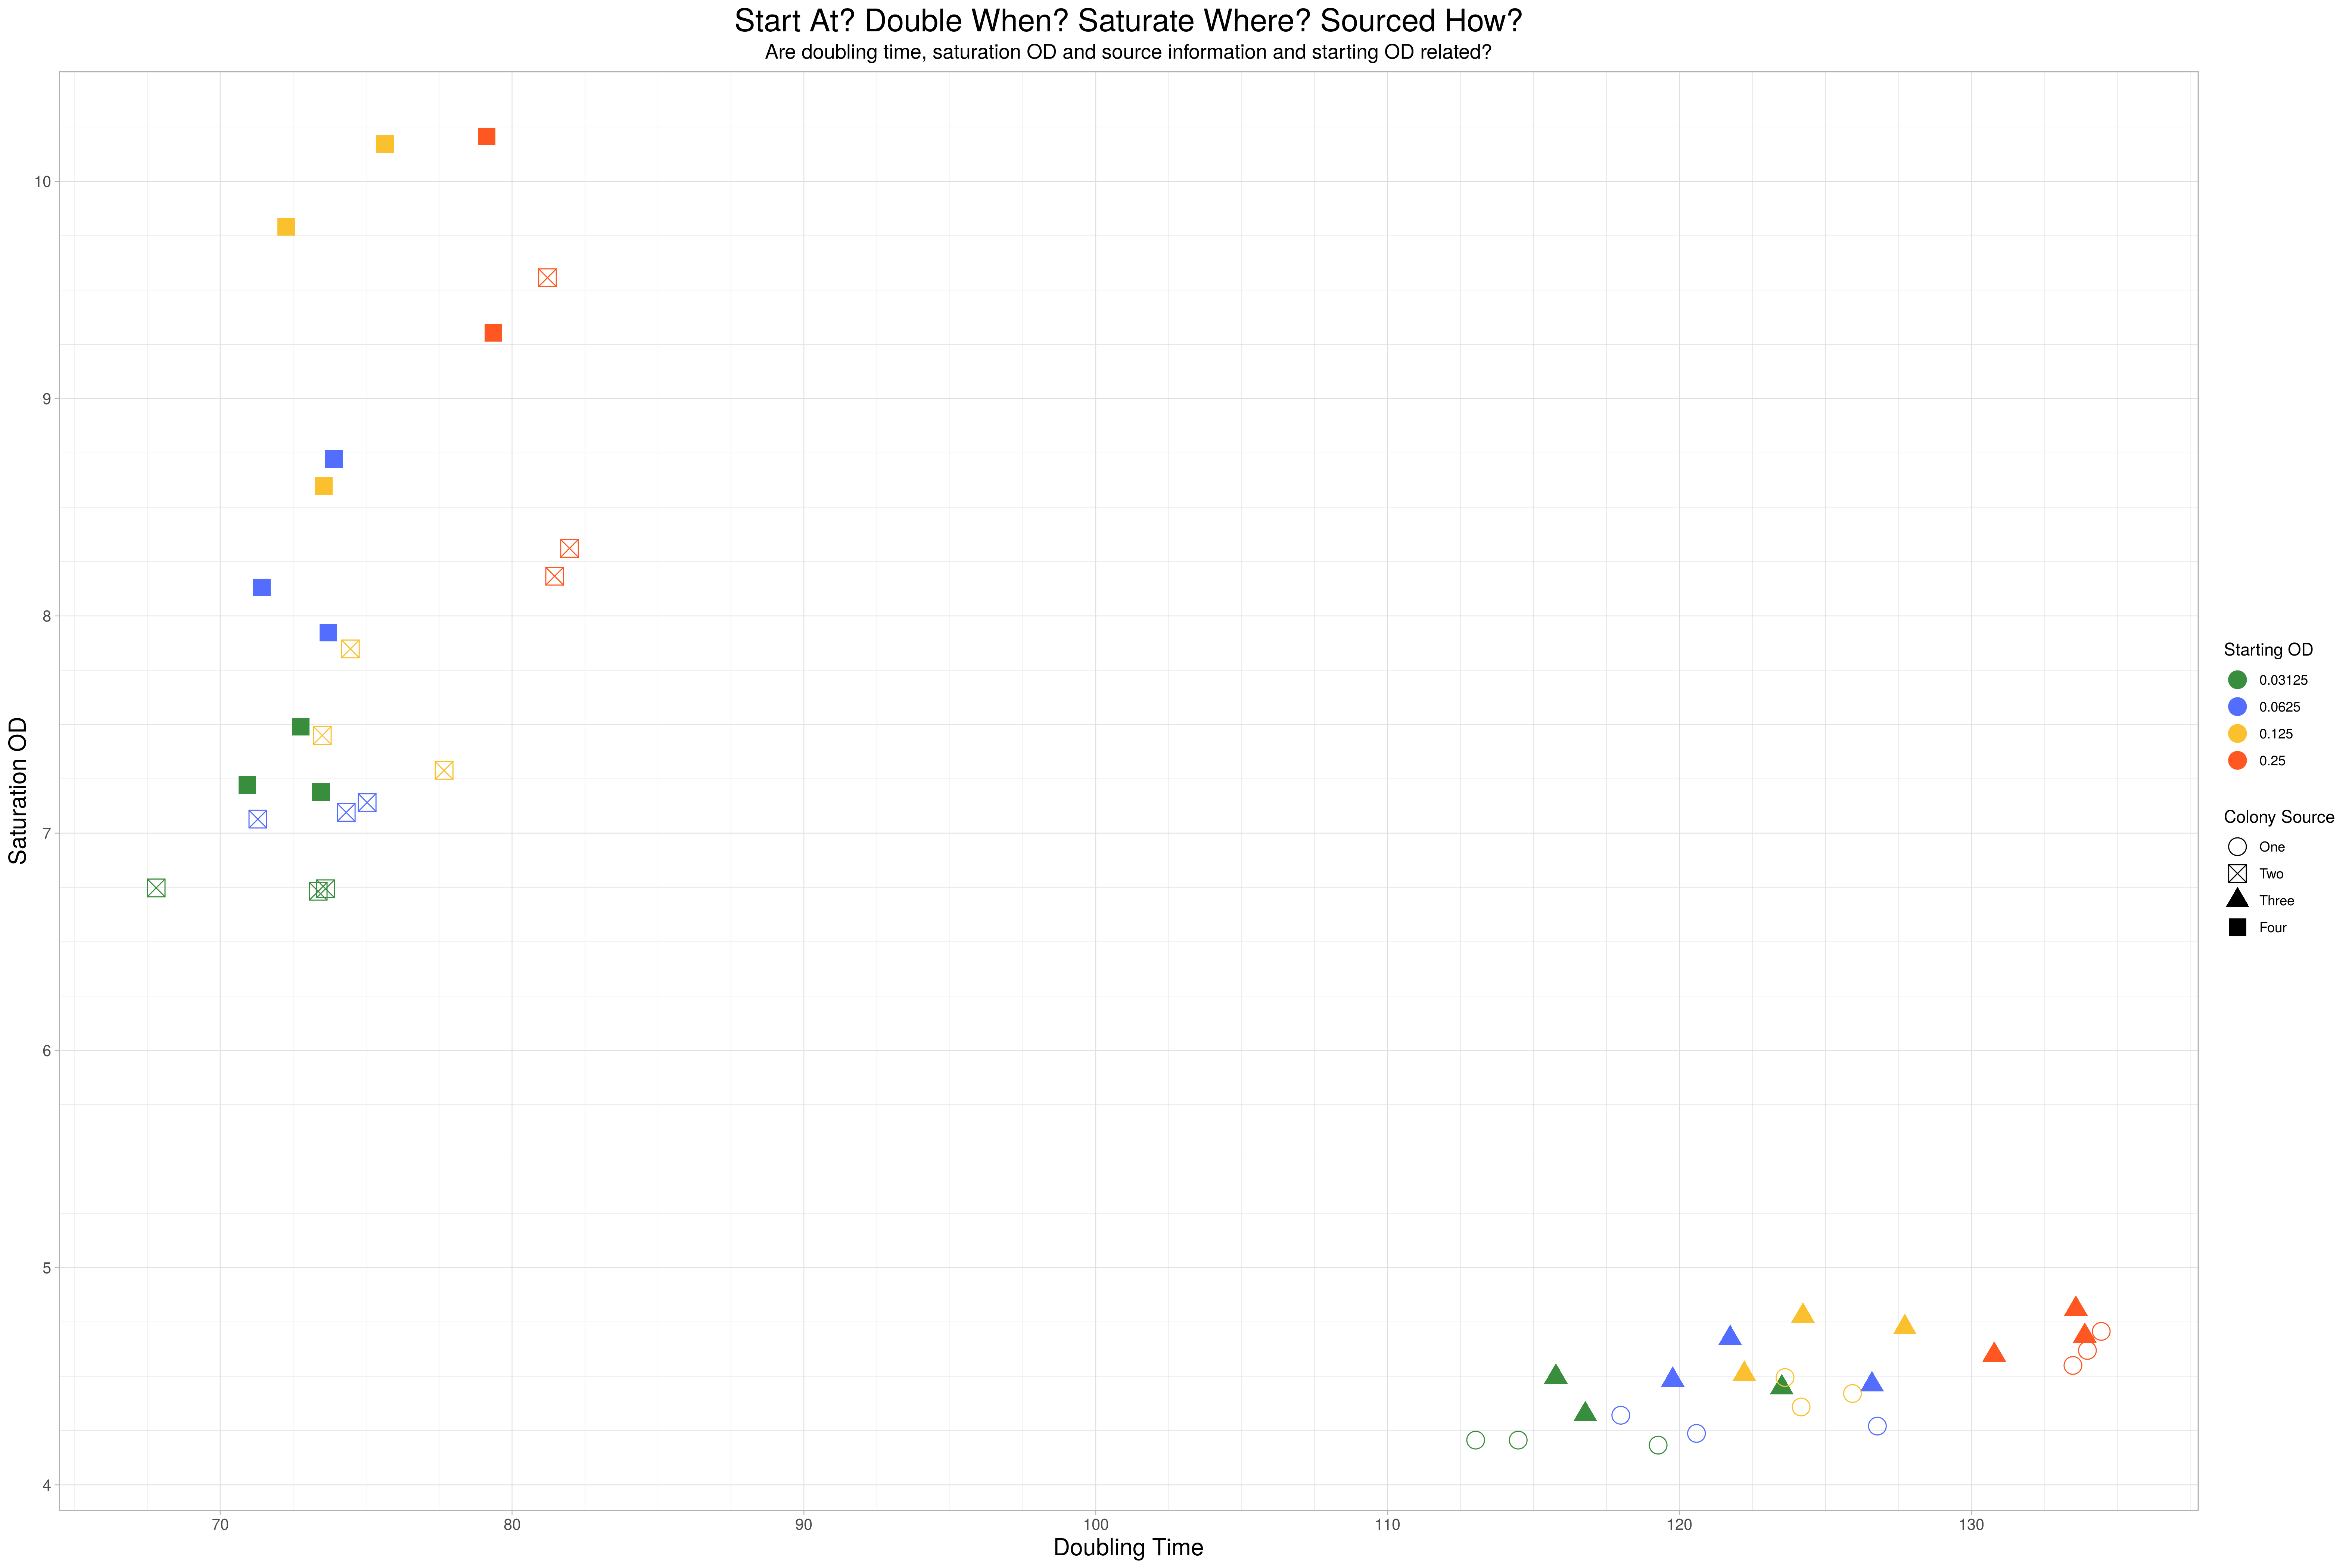 Start At? Double When? Saturate Where? Sourced How?
Are doubling time, saturation OD and source information and starting OD related?
Saturation OD
10
9
8
7
6
5
4
70
80
90
100
110
120
130
Doubling Time
Starting OD
0.03125
0.0625
0.125
0.25
Colony Source
One
Two
Three
Four